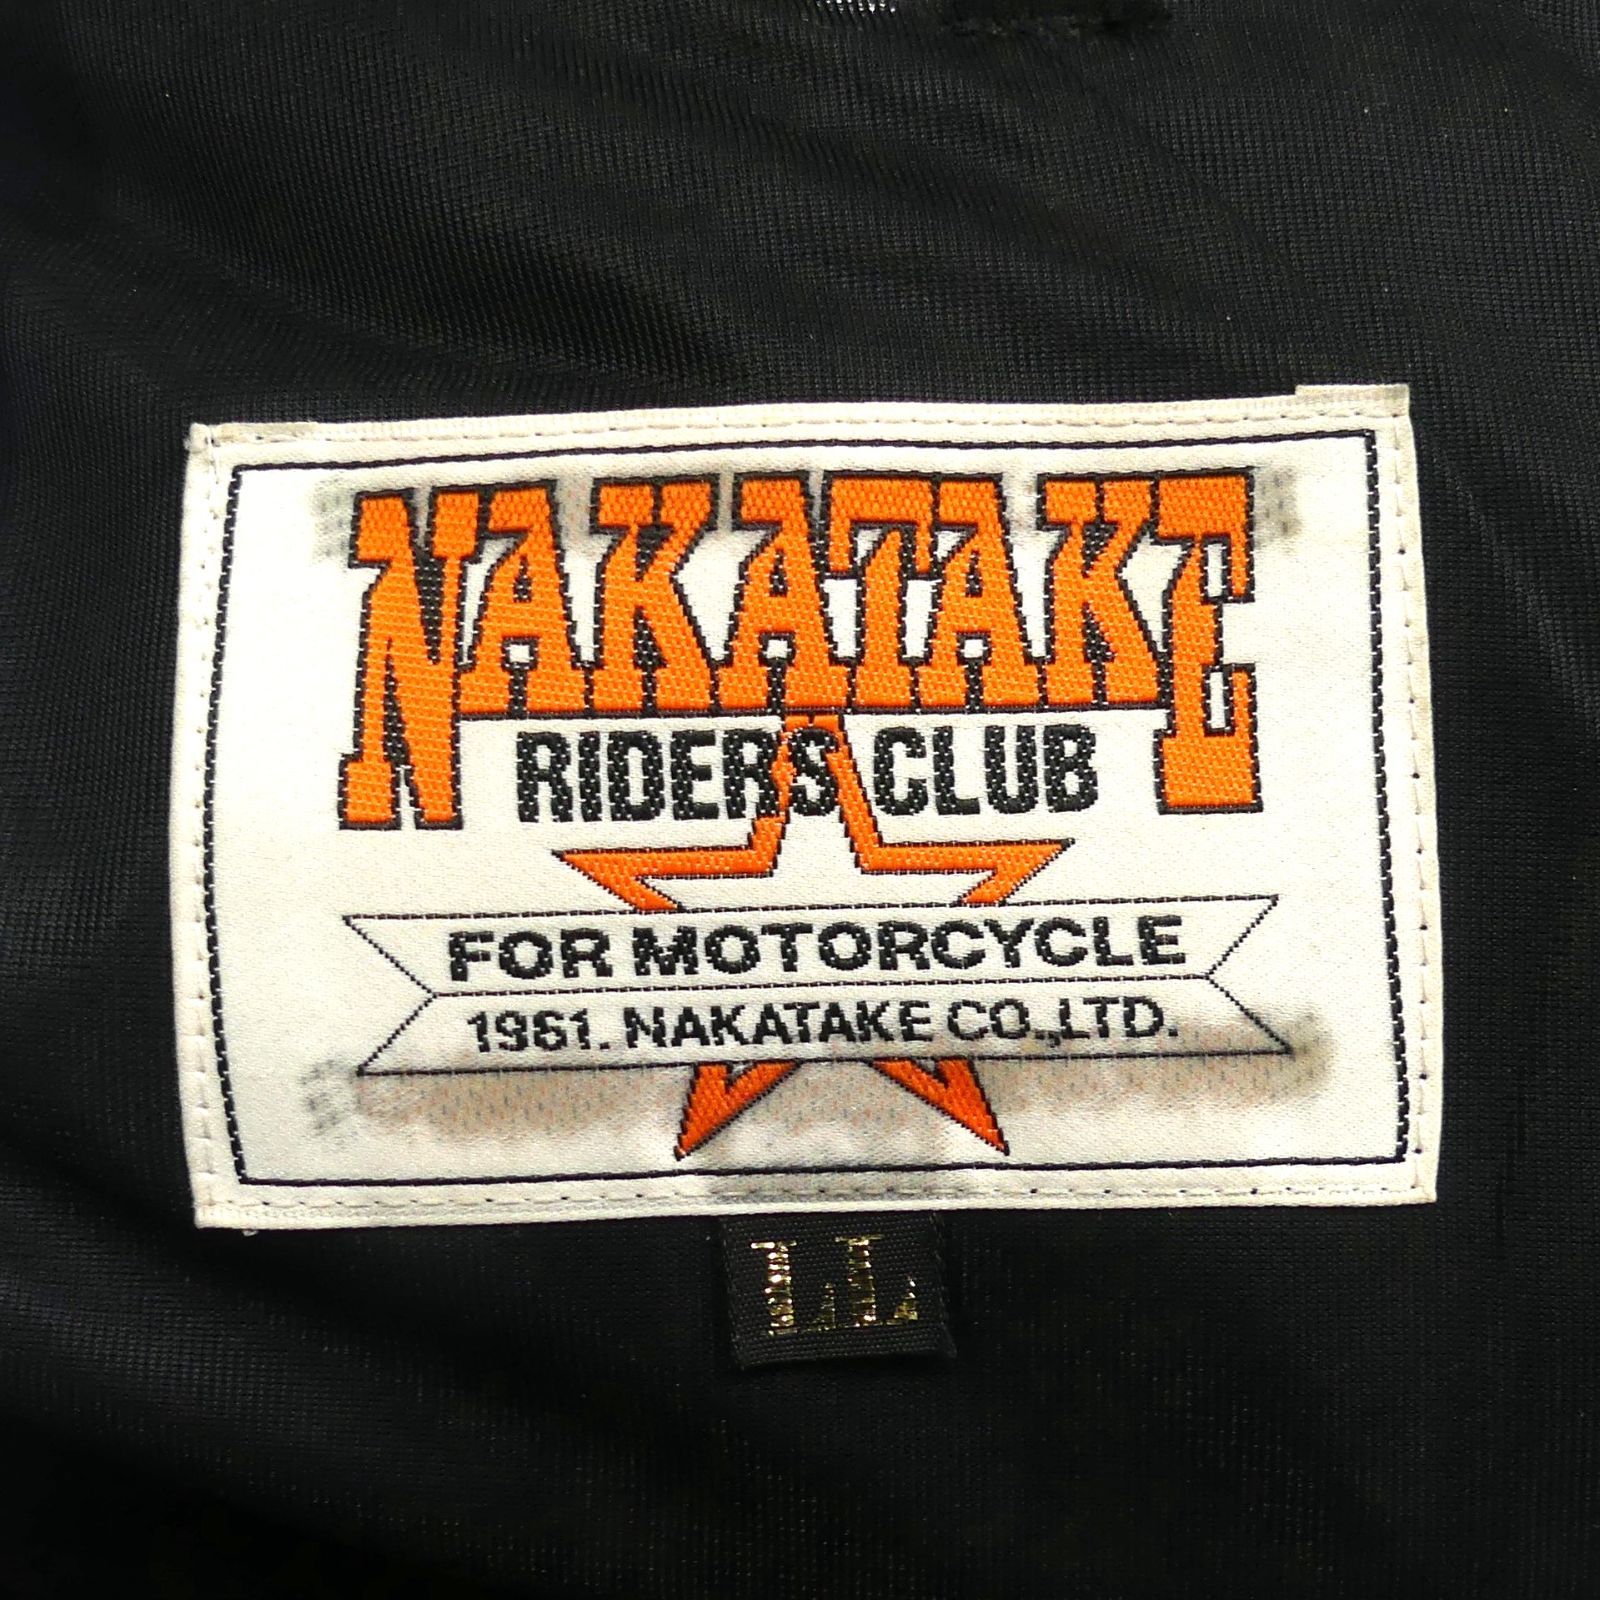 NAKATAKE
RIDERS CLUB
FOR MOTORCYCLE
1961. NAKATAKE CO.,LTD.
LL